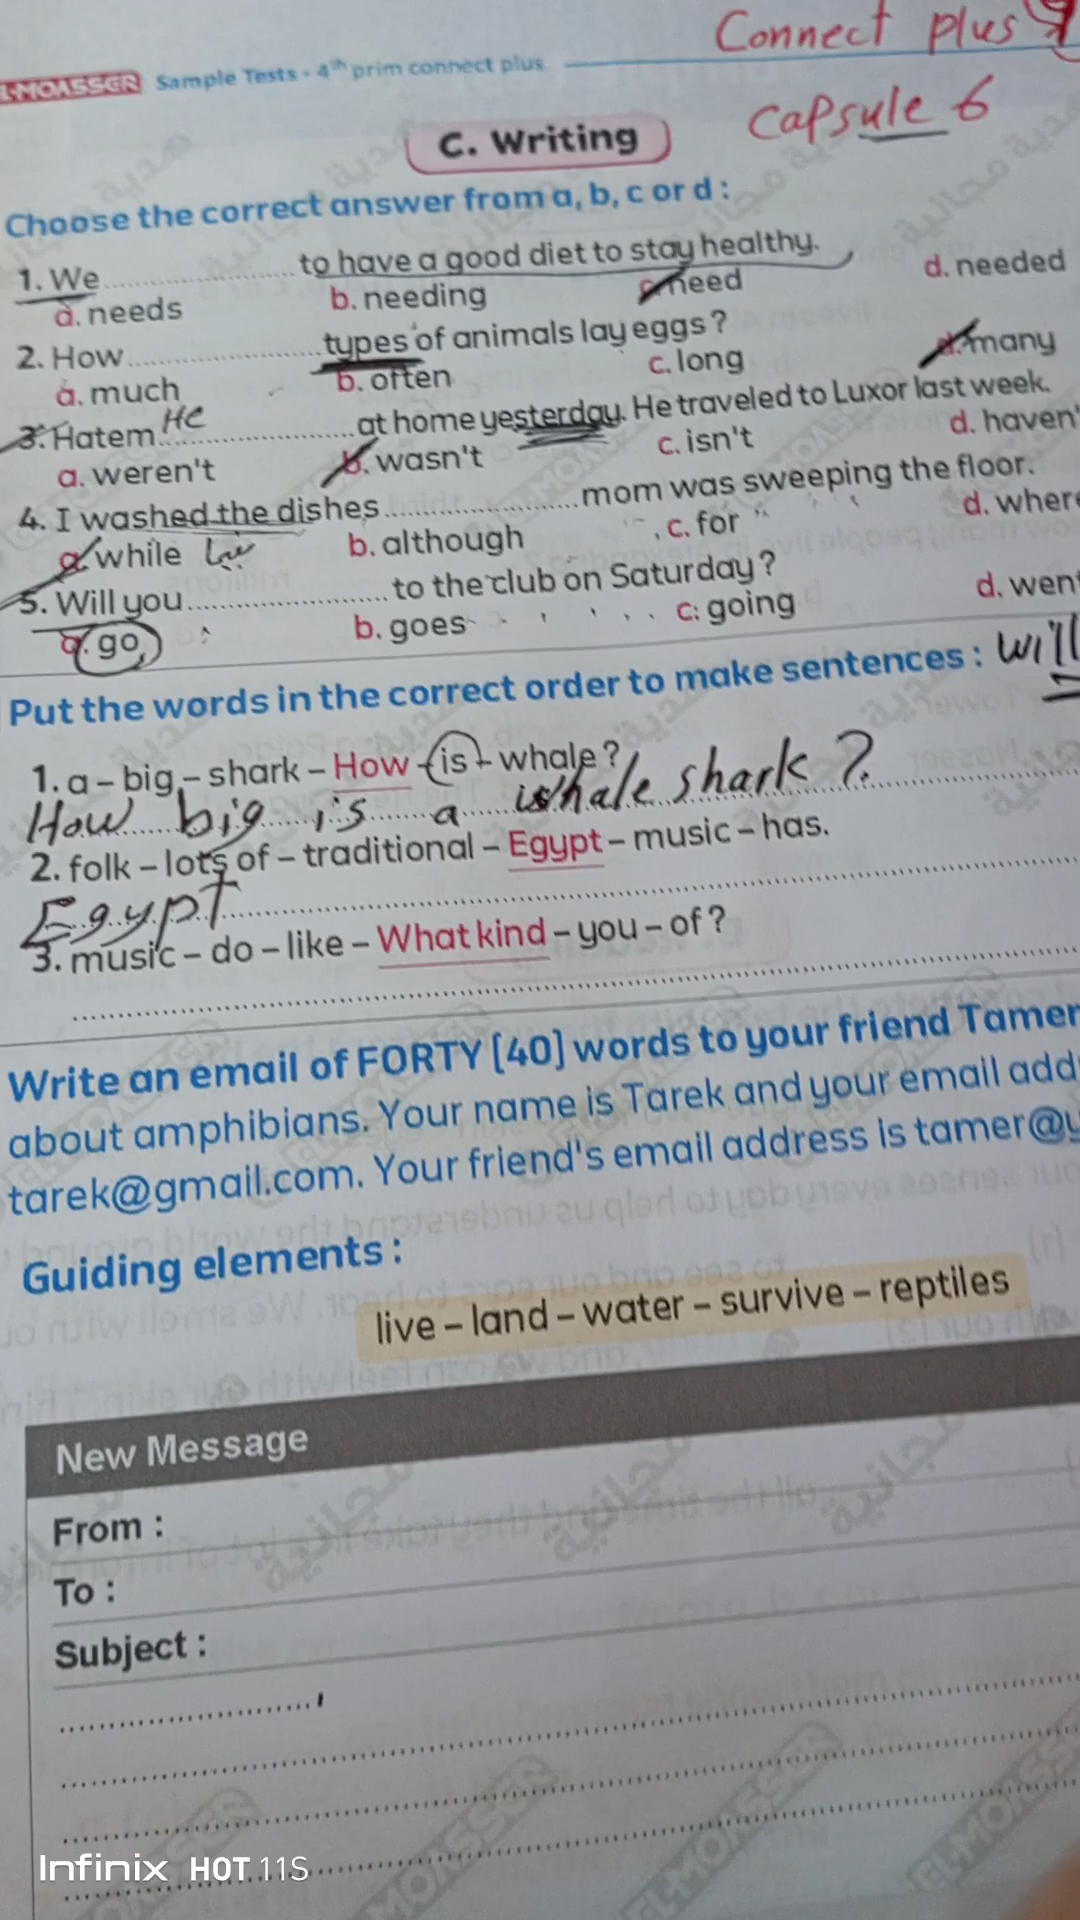 Connect plus
EL-MOASSER Sample Tests - 4th prim connect plus
Capsule 6
C. Writing
Choose the correct answer from a, b, c or d :
1. We .................... to have a good diet to stay healthy.
a. needs b. needing c. need d. needed
2. How .................... types of animals lay eggs ?
a. much b. often c. long d. many
He
3. Hatem .................... at home yesterday. He traveled to Luxor last week.
a. weren't b. wasn't c. isn't d. haven'
4. I washed the dishes .................... mom was sweeping the floor.
a. while b. although c. for d. where
5. Will you .................... to the club on Saturday ?
a. go b. goes c. going d. went
Put the words in the correct order to make sentences : will
1. a – big – shark – How – is – whale ?
How big is a whale shark ?
2. folk – lots of – traditional – Egypt – music – has.
Egypt
3. music – do – like – What kind – you – of ?
Write an email of FORTY [40] words to your friend Tamer
about amphibians. Your name is Tarek and your email add
tarek@gmail.com. Your friend's email address is tamer@y
Guiding elements :
live – land – water – survive – reptiles
New Message
From :
To :
Subject :
Infinix HOT 11S